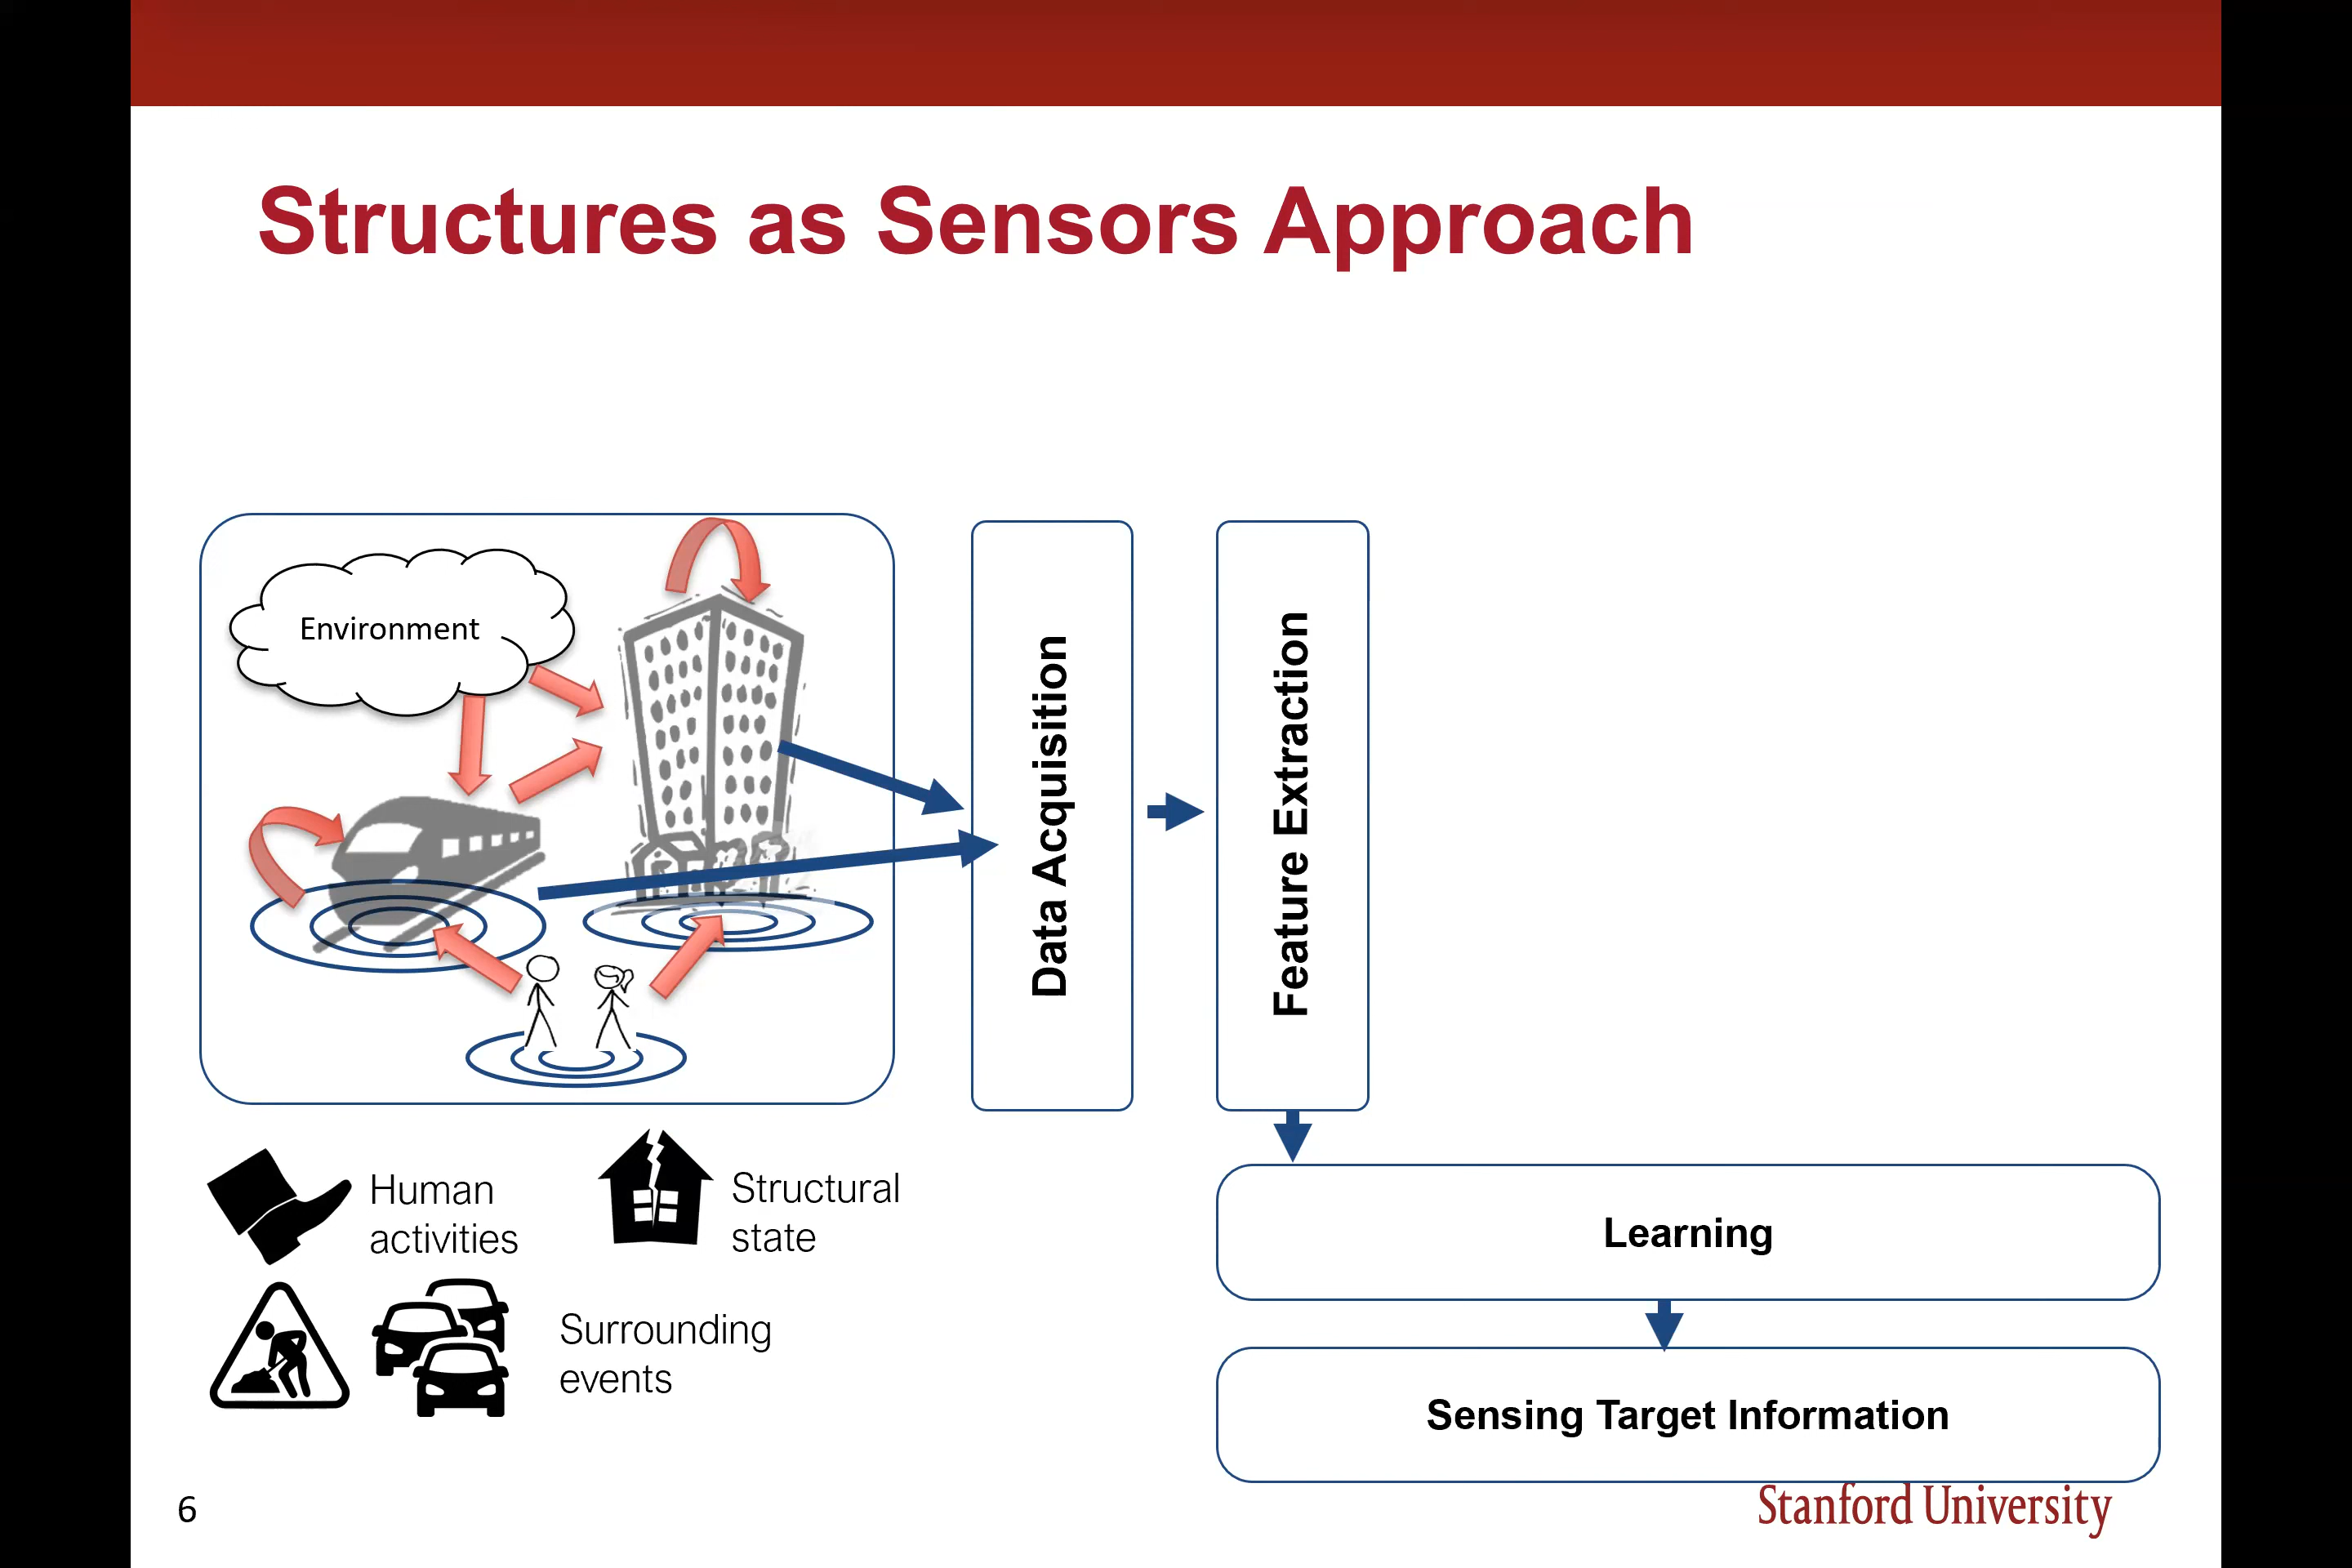 Structures as Sensors Approach
Environment
Data Acquisition
Feature Extraction
Human
activities
Structural
state
Surrounding
events
Learning
Sensing Target Information
6
Stanford University